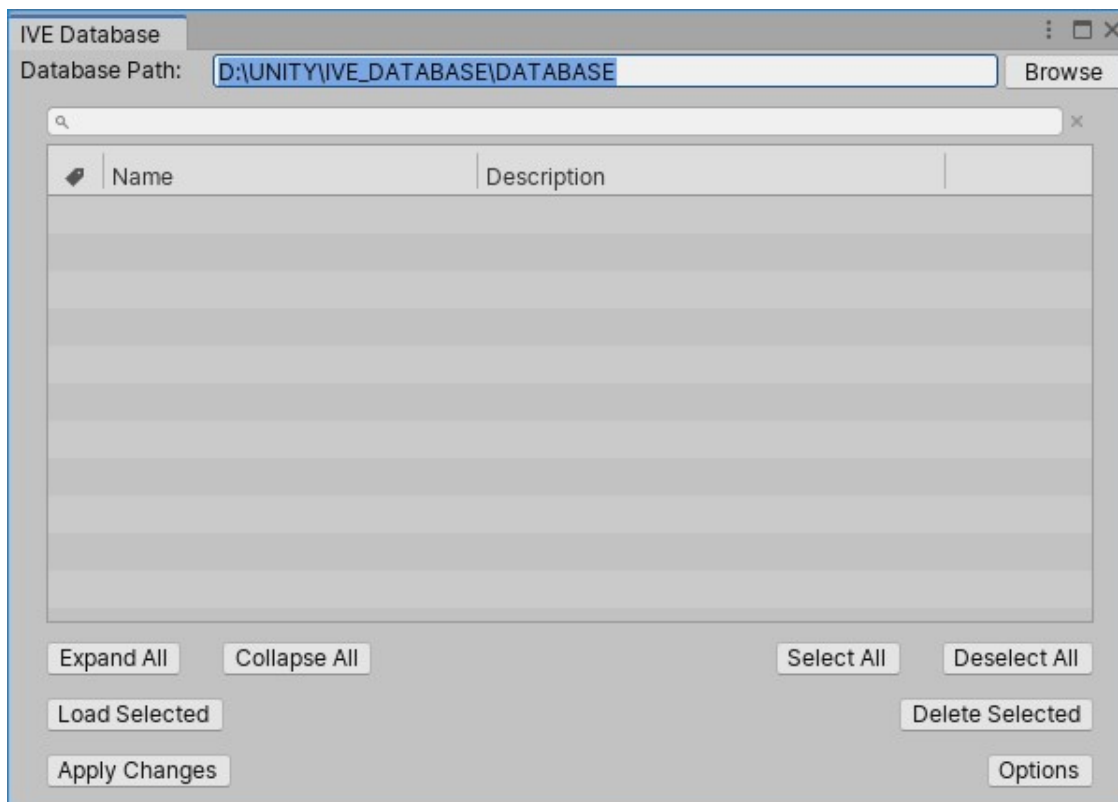 IVE Database
Database Path: D:\UNITY\IVE_DATABASE\DATABASE Browse
Name Description
Expand All Collapse All Select All Deselect All
Load Selected Delete Selected
Apply Changes Options